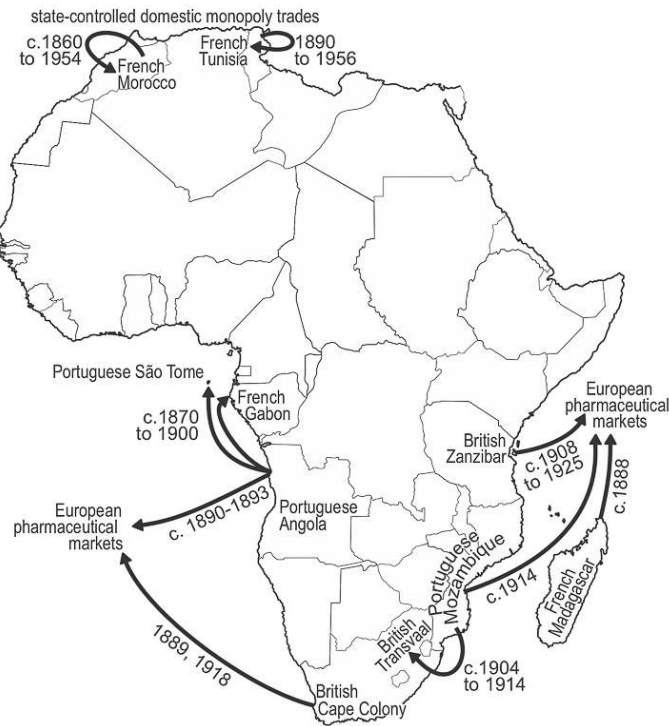 state-controlled domestic monopoly trades
c.1860
to 1954
French
Morocco
French
Tunisia
1890
to 1956
Portuguese São Tome
French
Gabon
c.1870
to 1900
European
pharmaceutical
markets
British
Zanzibar
c.1908
to 1925
c.1888
European
pharmaceutical
markets
c. 1890-1893
Portuguese
Angola
Portuguese
Mozambique
c.1914
French
Madagascar
British
Transvaal
c.1904
to 1914
1889, 1918
British
Cape Colony